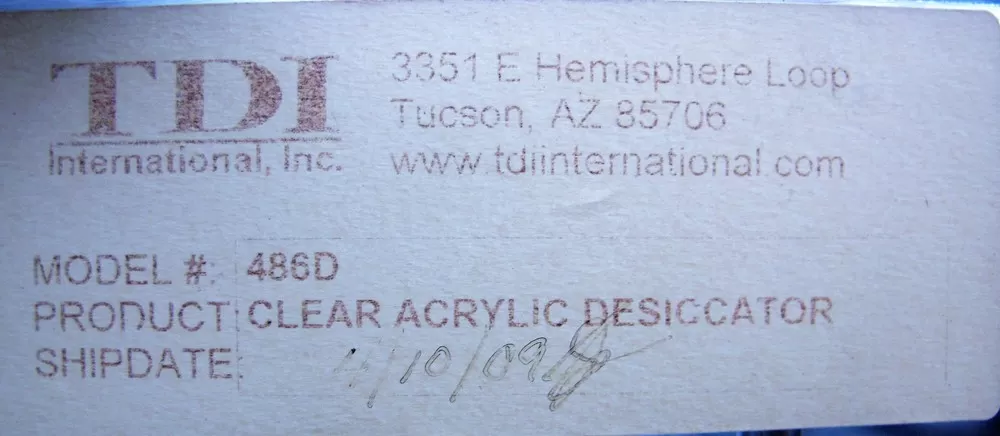 TDI
International, Inc.
3351 E Hemisphere Loop
Tucson, AZ 85706
www.tdiinternational.com
MODEL #: 486D
PRODUCT: CLEAR ACRYLIC DESICCATOR
SHIPDATE: /10/09